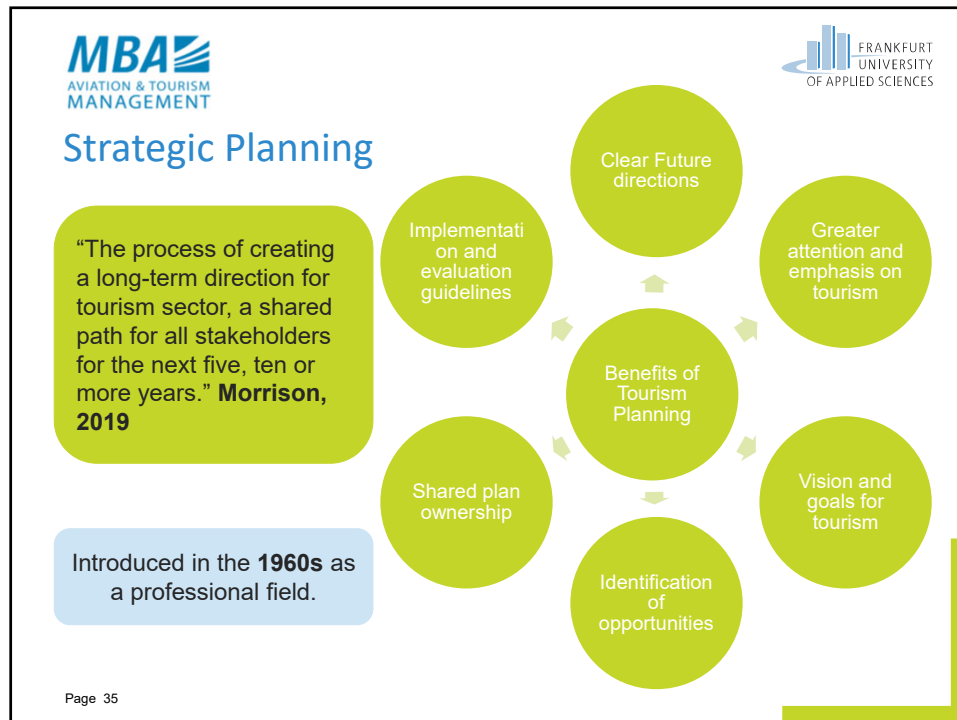 MBA
AVIATION & TOURISM
MANAGEMENT
FRANKFURT
UNIVERSITY
OF APPLIED SCIENCES
Strategic Planning
“The process of creating
a long-term direction for
tourism sector, a shared
path for all stakeholders
for the next five, ten or
more years.” Morrison,
2019
Introduced in the 1960s as
a professional field.
Clear Future
directions
Greater
attention and
emphasis on
tourism
Vision and
goals for
tourism
Identification
of
opportunities
Shared plan
ownership
Implementati
on and
evaluation
guidelines
Benefits of
Tourism
Planning
Page 35